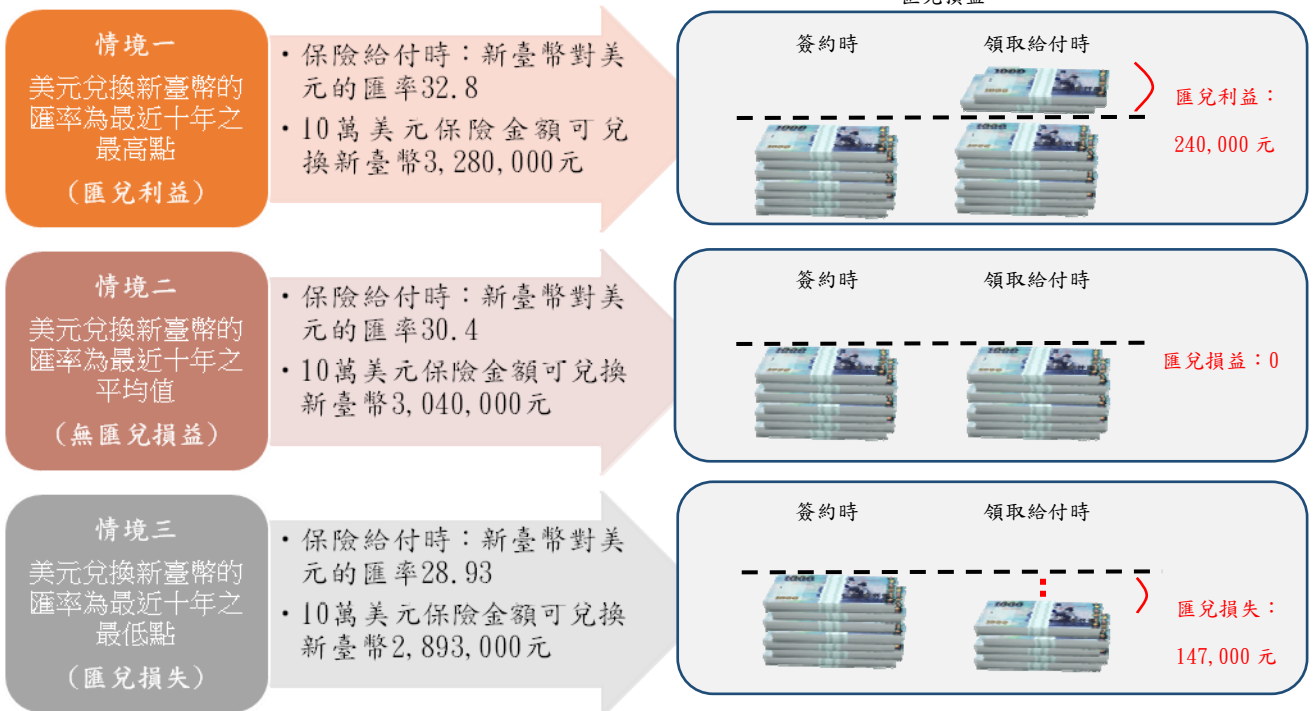 匯兌損益
情境一
美元兌換新臺幣的
匯率為最近十年之
最高點
（匯兌利益）
・保險給付時：新臺幣對美
元的匯率32.8
・10萬美元保險金額可兌
換新臺幣3,280,000元
簽約時
領取給付時
匯兌利益：
240,000 元
情境二
美元兌換新臺幣的
匯率為最近十年之
平均值
（無匯兌損益）
・保險給付時：新臺幣對美
元的匯率30.4
・10萬美元保險金額可兌換
新臺幣3,040,000元
簽約時
領取給付時
匯兌損益：0
情境三
美元兌換新臺幣的
匯率為最近十年之
最低點
（匯兌損失）
・保險給付時：新臺幣對美
元的匯率28.93
・10萬美元保險金額可兌換
新臺幣2,893,000元
簽約時
領取給付時
匯兌損失：
147,000 元